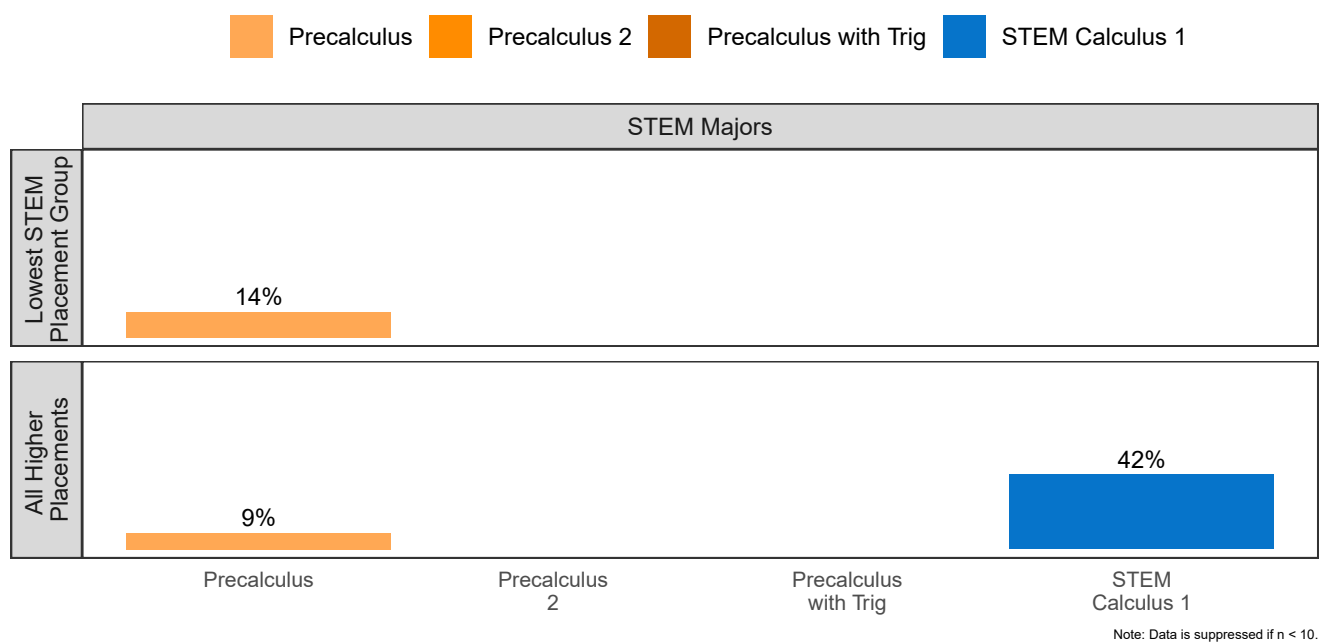 Precalculus Precalculus 2 Precalculus with Trig STEM Calculus 1
STEM Majors
Lowest STEM
Placement Group
14%
All Higher
Placements
42%
9%
Precalculus Precalculus Precalculus STEM
2 with Trig Calculus 1
Note: Data is suppressed if n < 10.